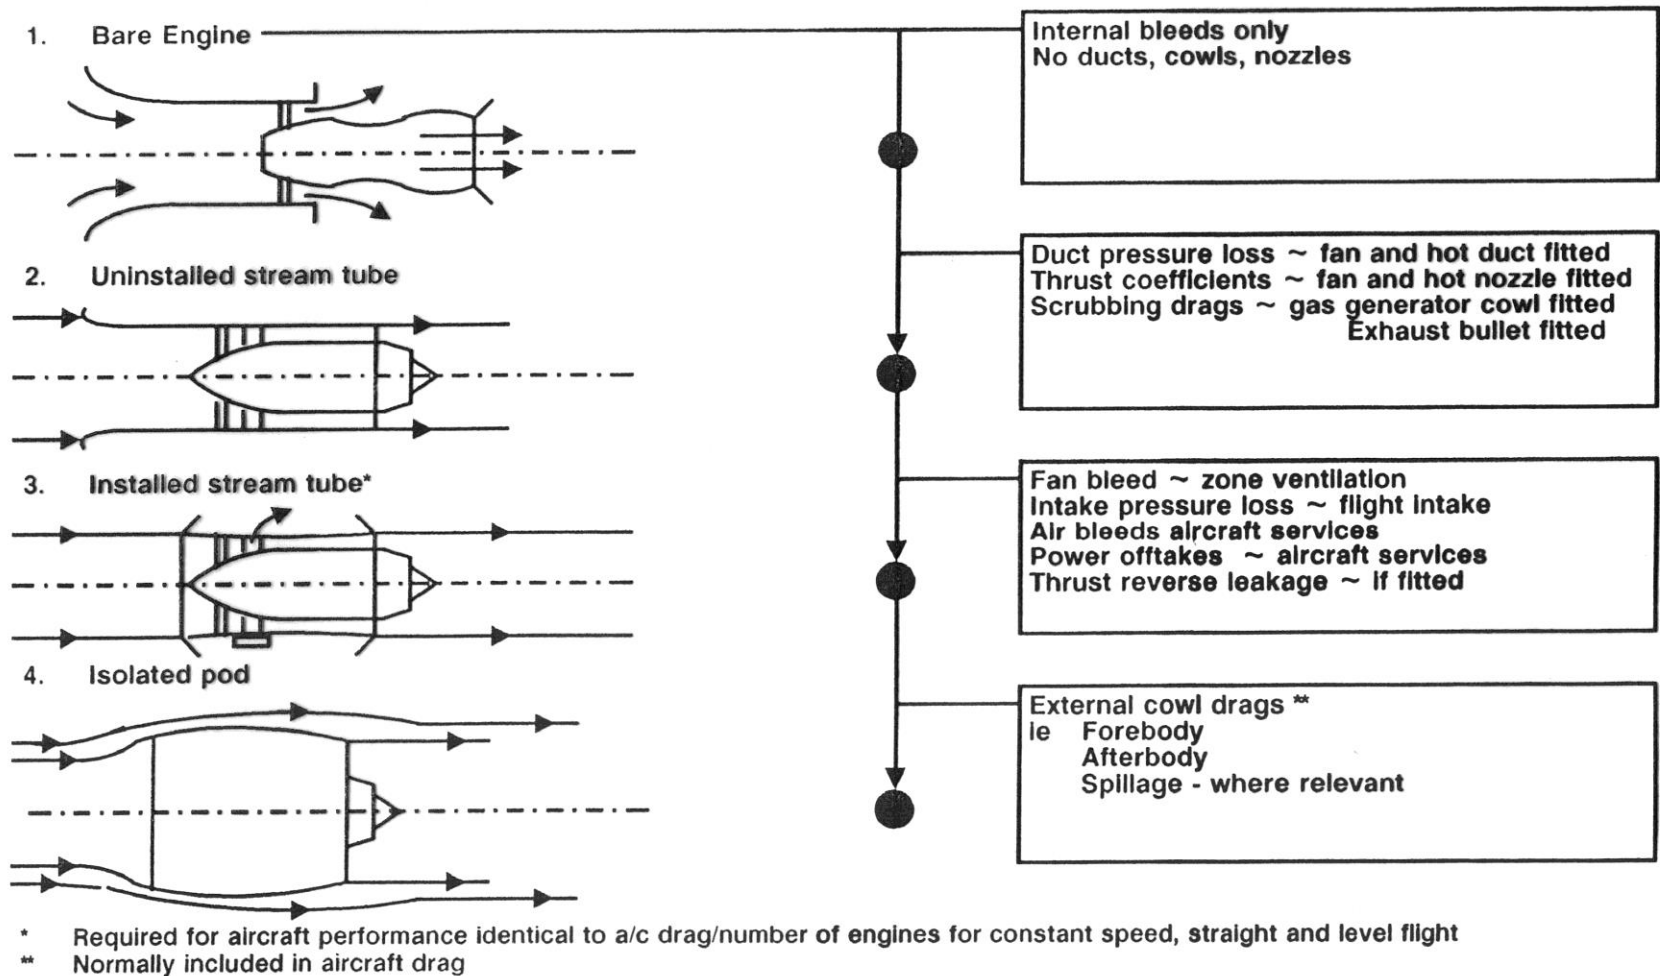 1. Bare Engine
Internal bleeds only
No ducts, cowls, nozzles
2. Uninstalled stream tube
Duct pressure loss ~ fan and hot duct fitted
Thrust coefficients ~ fan and hot nozzle fitted
Scrubbing drags ~ gas generator cowl fitted
Exhaust bullet fitted
3. Installed stream tube*
Fan bleed ~ zone ventilation
Intake pressure loss ~ flight intake
Air bleeds aircraft services
Power offtakes ~ aircraft services
Thrust reverse leakage ~ if fitted
4. Isolated pod
External cowl drags **
ie Forebody
Afterbody
Spillage - where relevant
* Required for aircraft performance identical to a/c drag/number of engines for constant speed, straight and level flight
** Normally included in aircraft drag